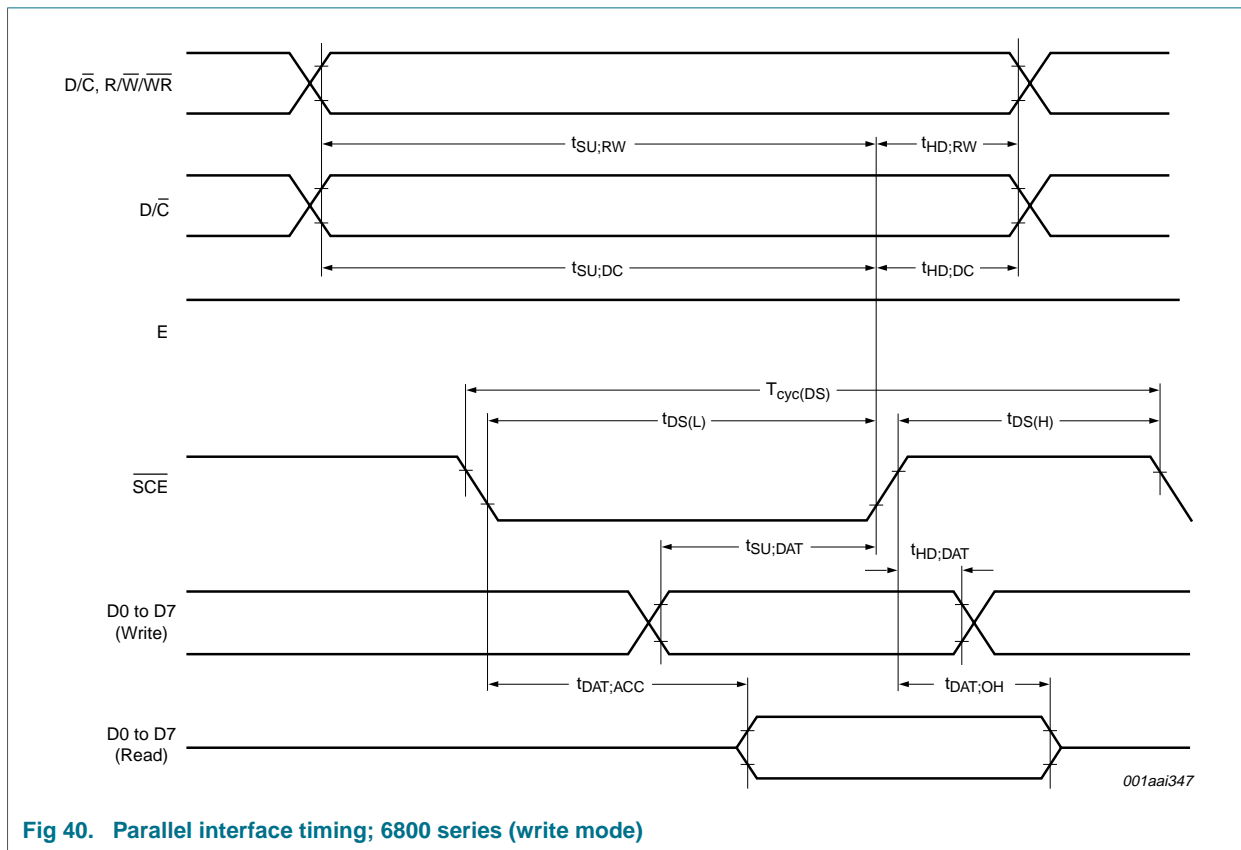 D/C̅, R/W̅/W̅R̅
tSU;RW
tHD;RW
D/C̅
tSU;DC
tHD;DC
E
Tcyc(DS)
tDS(L)
tDS(H)
S̅C̅E̅
tSU;DAT
tHD;DAT
D0 to D7
(Write)
tDAT;ACC
tDAT;OH
D0 to D7
(Read)
001aai347
Fig 40. Parallel interface timing; 6800 series (write mode)